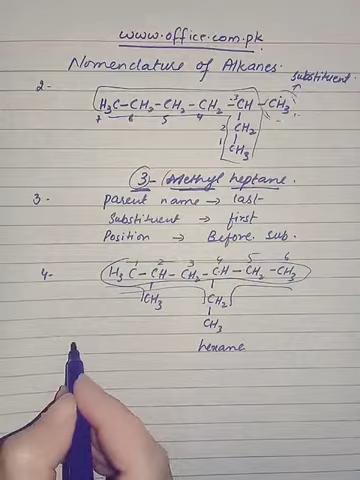 www.office.com.pk
Nomenclature of Alkanes.
substituent
2-
H₃C-CH₂-CH₂-CH₂-CH-CH₃
7 6 5 4 3
2 CH₂
1 CH₃
3-Methyl heptane.
3- parent name → last
Substituent → first
Position → Before sub.
4-
1 2 3 4 5 6
H₃C-CH-CH₂-CH-CH₂-CH₃
CH₃ CH₂
CH₃
hexane